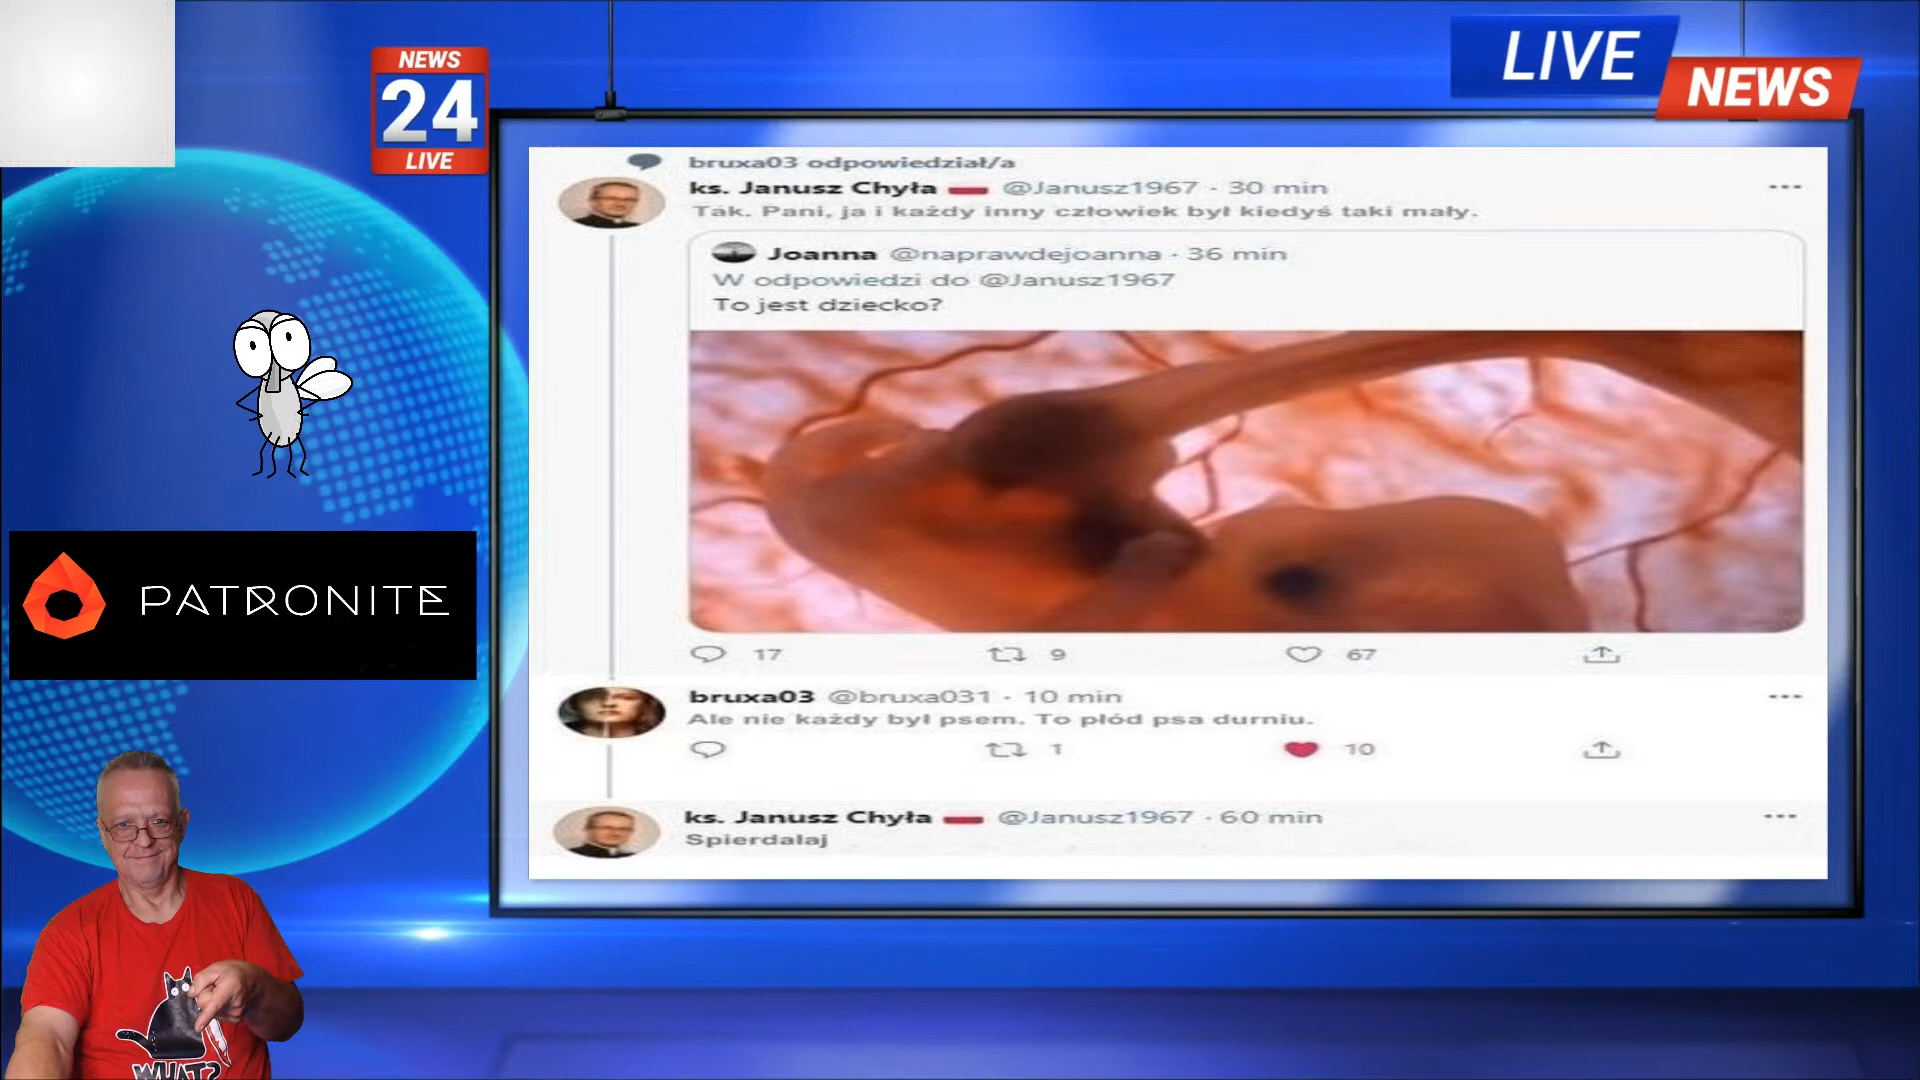 NEWS
24
LIVE
LIVE
NEWS
bruxa03 odpowiedział/a
ks. Janusz Chyła @Janusz1967 · 30 min
Tak. Pani, ja i każdy inny człowiek był kiedyś taki mały.
Joanna @naprawdejoanna · 36 min
W odpowiedzi do @Janusz1967
To jest dziecko?
17 9 67
bruxa03 @bruxa031 · 10 min
Ale nie każdy był psem. To płód psa durniu.
1 10
ks. Janusz Chyła @Janusz1967 · 60 min
Spierdalaj
PATRONITE
WHAT?